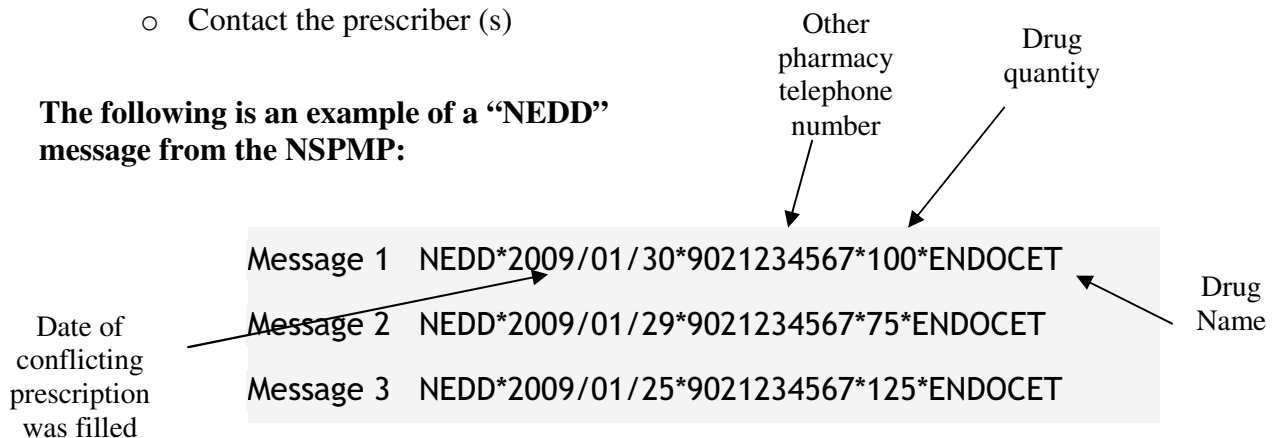 o Contact the prescriber (s)
Other
pharmacy
telephone
number
Drug
quantity
The following is an example of a “NEDD”
message from the NSPMP:
Message 1 NEDD*2009/01/30*9021234567*100*ENDOCET
Message 2 NEDD*2009/01/29*9021234567*75*ENDOCET
Message 3 NEDD*2009/01/25*9021234567*125*ENDOCET
Drug
Name
Date of
conflicting
prescription
was filled